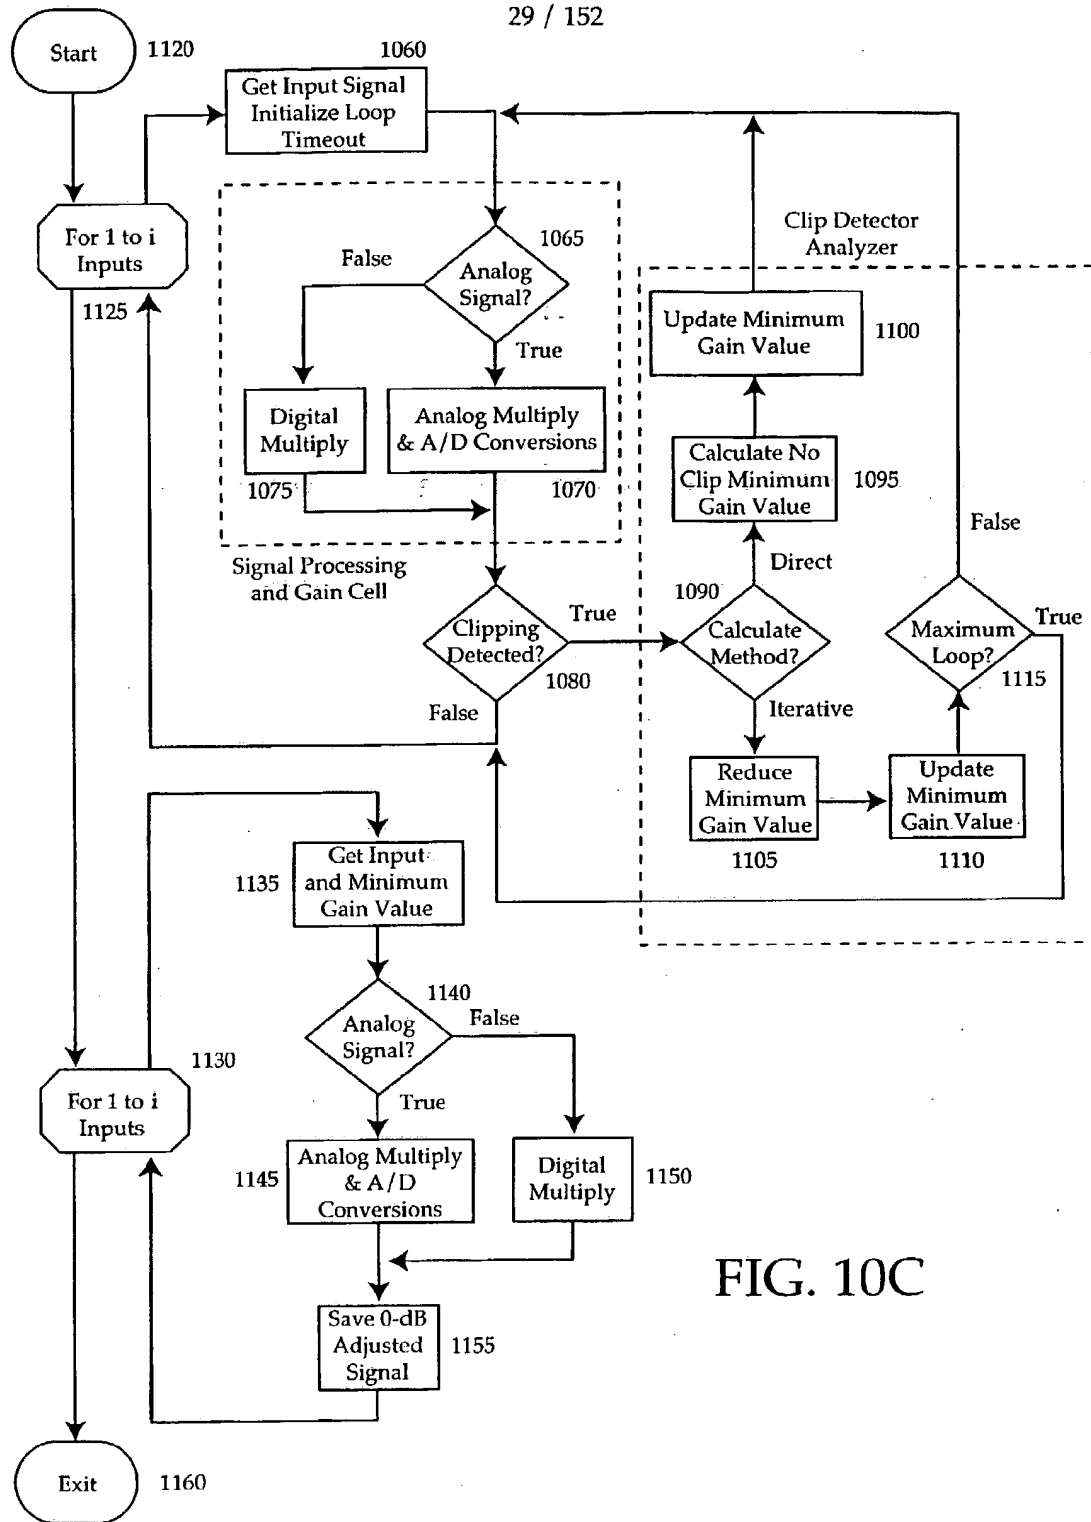 29 / 152
Start
1120
1060
Get Input Signal
Initialize Loop
Timeout
For 1 to i
Inputs
1125
Clip Detector
Analyzer
1065
Analog
Signal?
False
True
Digital
Multiply
1075
Analog Multiply
& A/D Conversions
1070
Signal Processing
and Gain Cell
Update Minimum
Gain Value
1100
Calculate No
Clip Minimum
Gain Value
1095
Direct
False
1090
Calculate
Method?
Clipping
Detected?
1080
True
False
Maximum
Loop?
1115
True
Iterative
Reduce
Minimum
Gain Value
1105
Update
Minimum
Gain Value
1110
1135
Get Input
and Minimum
Gain Value
1140
Analog
Signal?
False
True
1130
For 1 to i
Inputs
1145
Analog Multiply
& A/D
Conversions
Digital
Multiply
1150
FIG. 10C
Save 0-dB
Adjusted
Signal
1155
Exit
1160